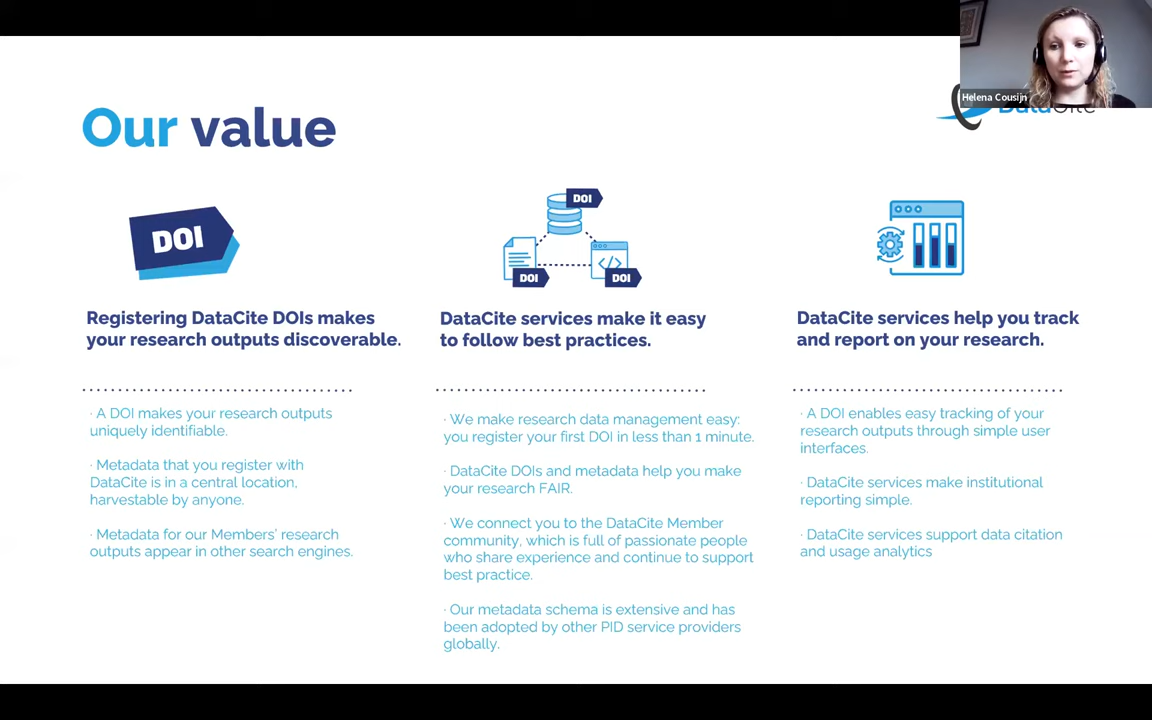 Helena Cousijn
DataCite
Our value
DOI
DOI
DOI
DOI
Registering DataCite DOIs makes
your research outputs discoverable.
· A DOI makes your research outputs
uniquely identifiable.
· Metadata that you register with
DataCite is in a central location,
harvestable by anyone.
· Metadata for our Members' research
outputs appear in other search engines.
DataCite services make it easy
to follow best practices.
· We make research data management easy:
you register your first DOI in less than 1 minute.
· DataCite DOIs and metadata help you make
your research FAIR.
· We connect you to the DataCite Member
community, which is full of passionate people
who share experience and continue to support
best practice.
· Our metadata schema is extensive and has
been adopted by other PID service providers
globally.
DataCite services help you track
and report on your research.
· A DOI enables easy tracking of your
research outputs through simple user
interfaces.
· DataCite services make institutional
reporting simple.
· DataCite services support data citation
and usage analytics